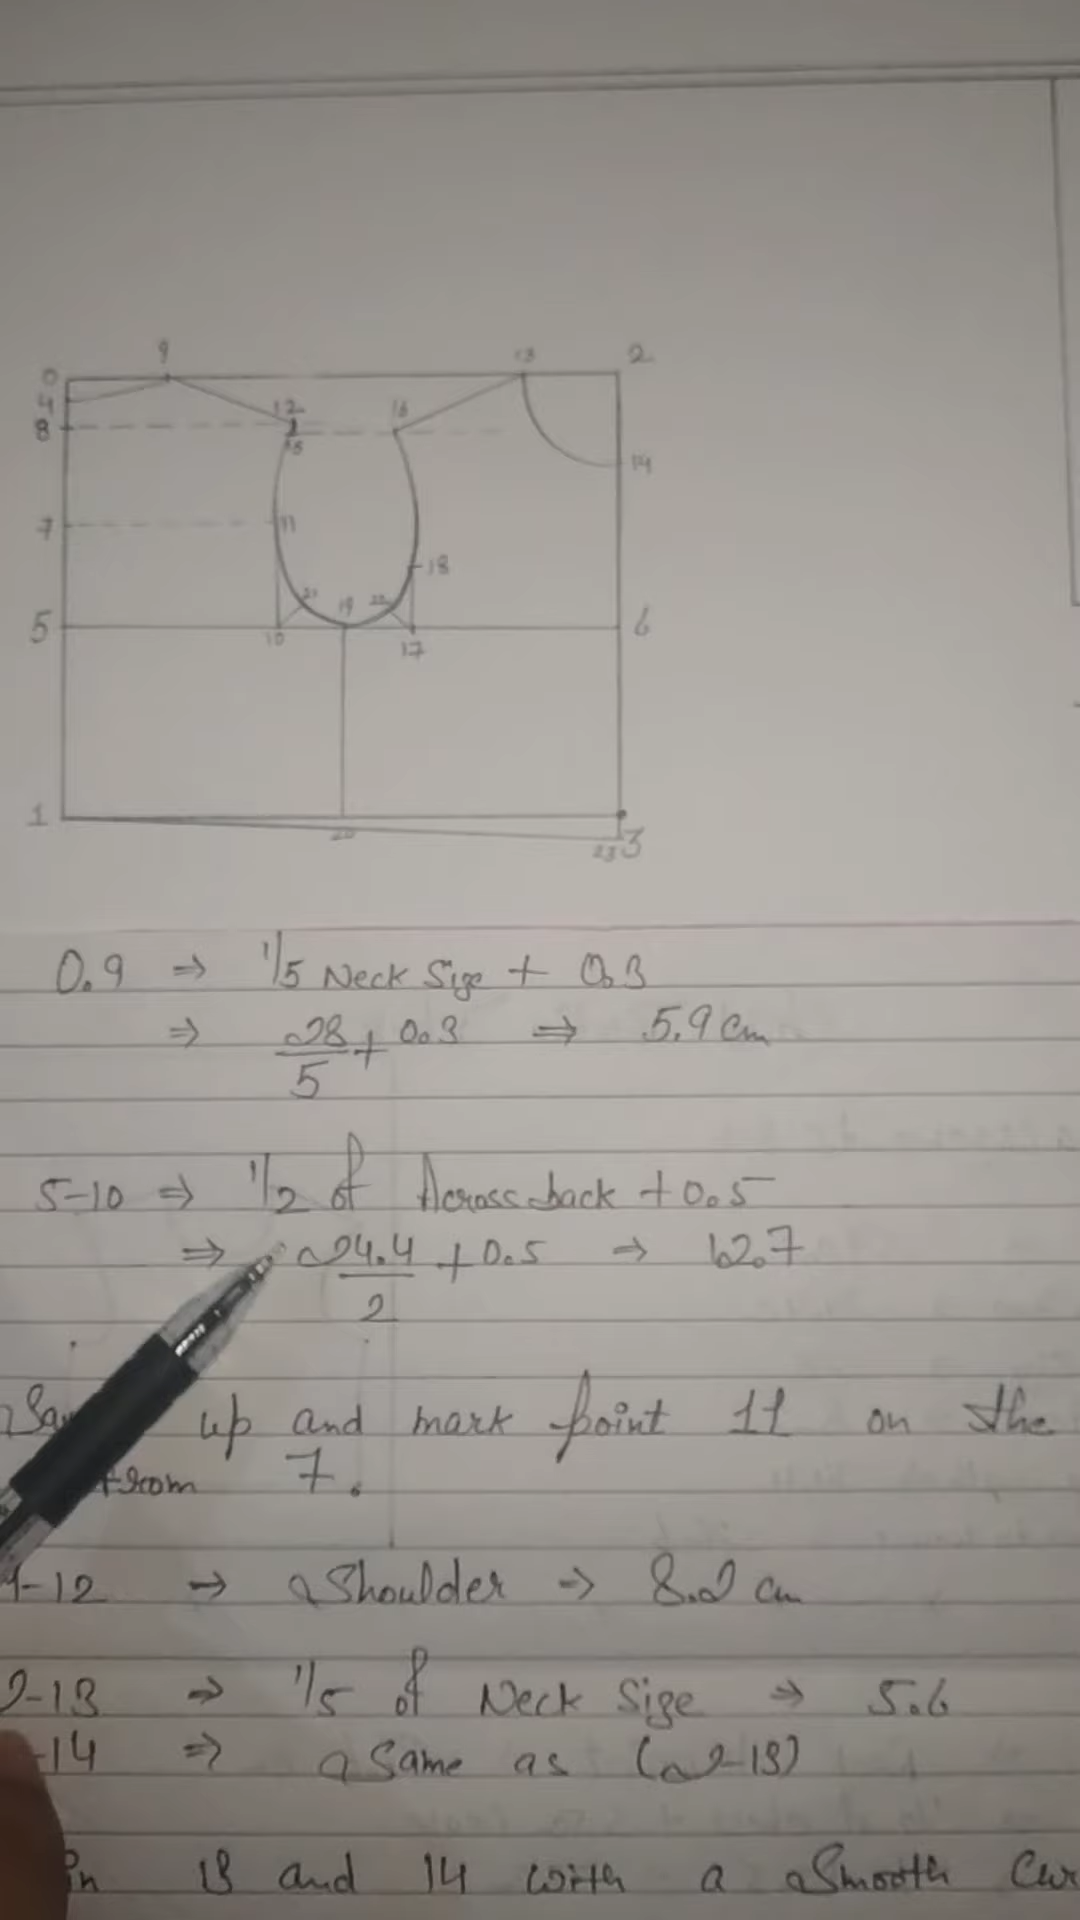 9
2
0
4
12
16
13
8
15
14
7
11
18
21
19
22
5
10
17
6
1
20
23
3
0.9 ⇒ 1/5 Neck Size + 0.3
⇒ 28/5 + 0.3 ⇒ 5.9 cm
5-10 ⇒ 1/2 of Across back + 0.5
⇒ 24.4/2 + 0.5 ⇒ 12.7
up and mark point 11 on the
from 7.
-12 → Shoulder → 8.2 cm
2-13 → 1/5 of Neck Size → 5.6
-14 ⇒ Same as (2-13)
in 13 and 14 with a Smooth